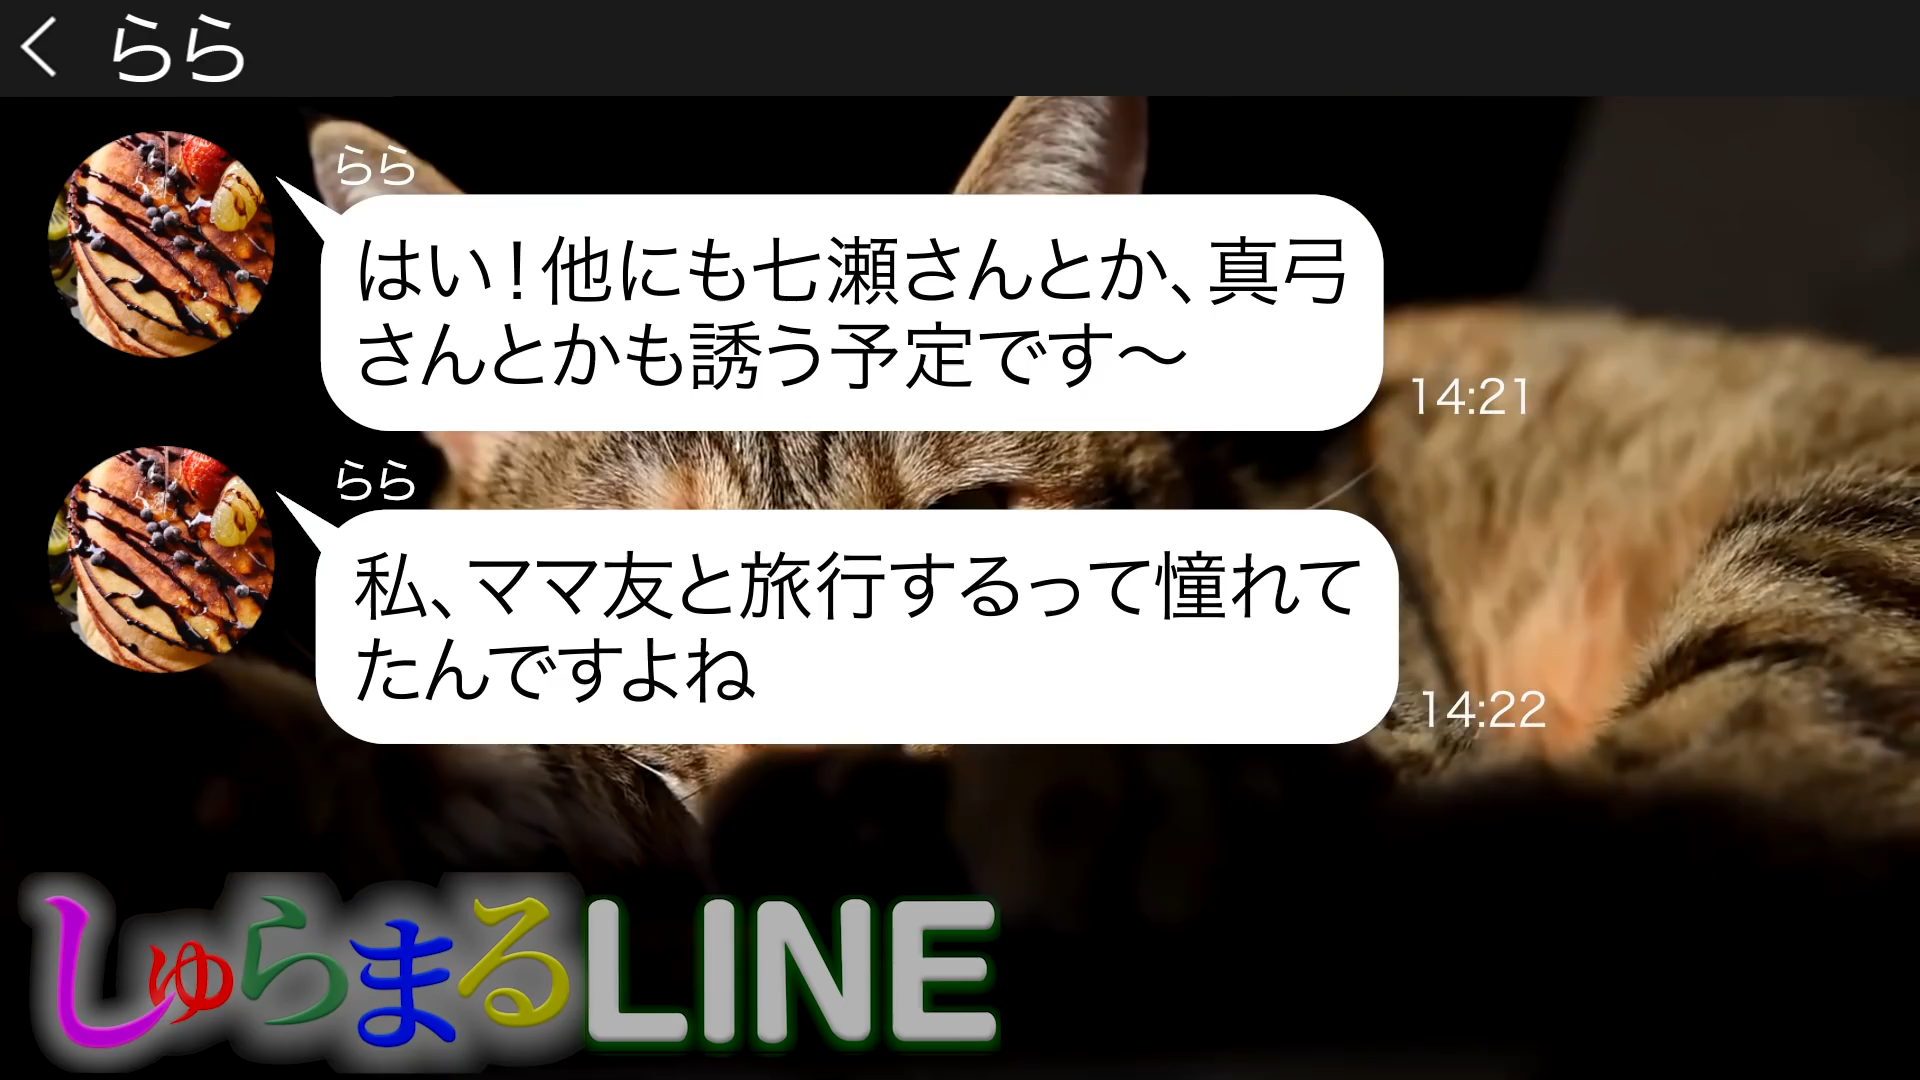 らら
らら
はい！他にも七瀬さんとか、真弓
さんとかも誘う予定です〜
14:21
らら
私、ママ友と旅行するって憧れて
たんですよね
14:22
しゅらまるLINE